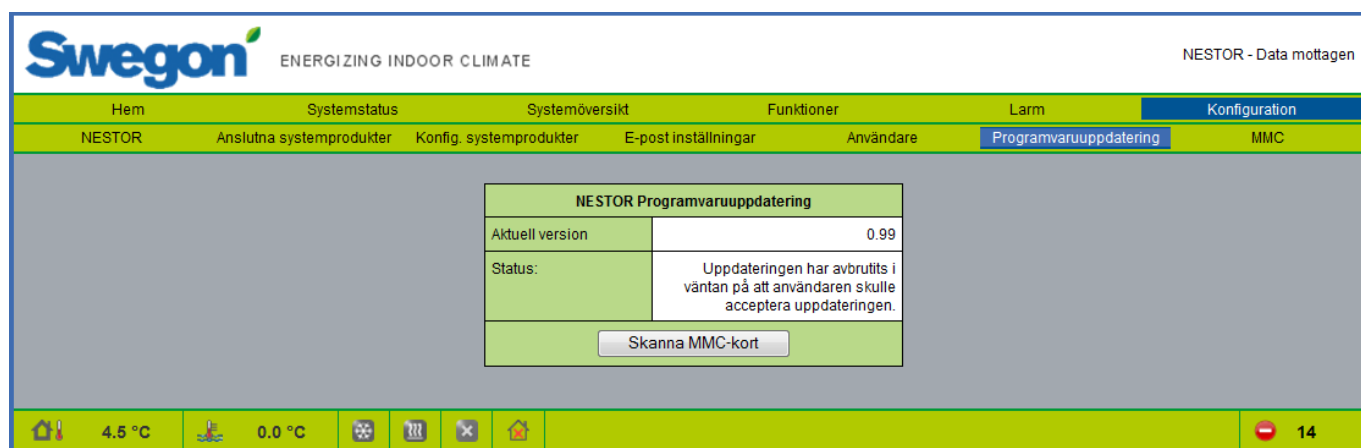 Swegon
ENERGIZING INDOOR CLIMATE
NESTOR - Data mottagen
Hem Systemstatus Systemöversikt Funktioner Larm Konfiguration
NESTOR Anslutna systemprodukter Konfig. systemprodukter E-post inställningar Användare Programvaruuppdatering MMC
NESTOR Programvaruuppdatering
Aktuell version 0.99
Status: Uppdateringen har avbrutits i
väntan på att användaren skulle
acceptera uppdateringen.
Skanna MMC-kort
4.5 °C 0.0 °C 14